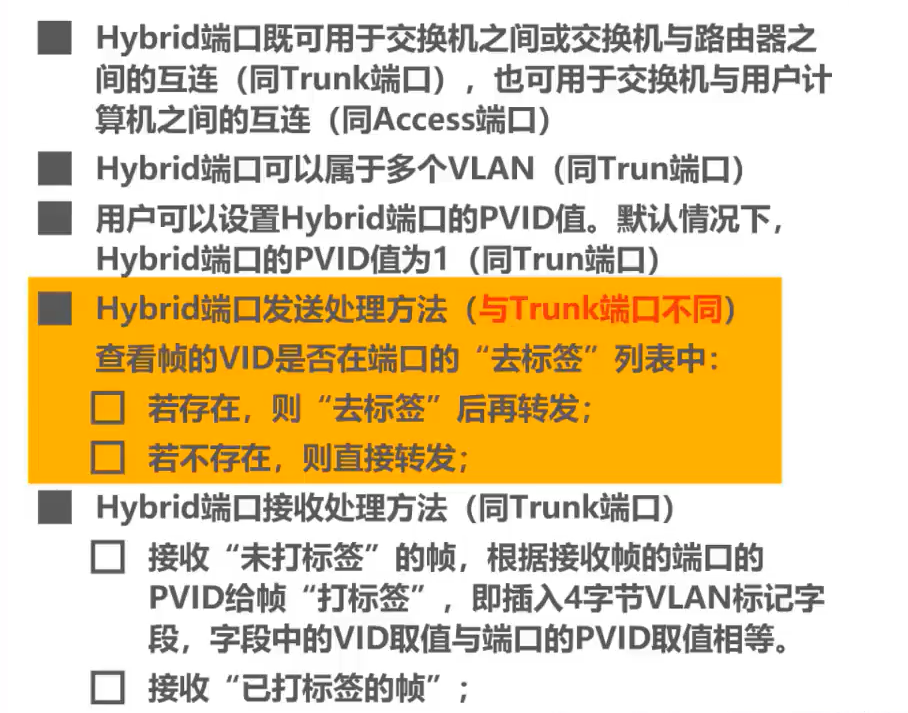 Hybrid端口既可用于交换机之间或交换机与路由器之
间的互连（同Trunk端口），也可用于交换机与用户计
算机之间的互连（同Access端口）
Hybrid端口可以属于多个VLAN（同Trun端口）
用户可以设置Hybrid端口的PVID值。默认情况下，
Hybrid端口的PVID值为1（同Trun端口）
Hybrid端口发送处理方法（与Trunk端口不同）
查看帧的VID是否在端口的“去标签”列表中：
若存在，则“去标签”后再转发；
若不存在，则直接转发；
Hybrid端口接收处理方法（同Trunk端口）
接收“未打标签”的帧，根据接收帧的端口的
PVID给帧“打标签”，即插入4字节VLAN标记字
段，字段中的VID取值与端口的PVID取值相等。
接收“已打标签的帧”；